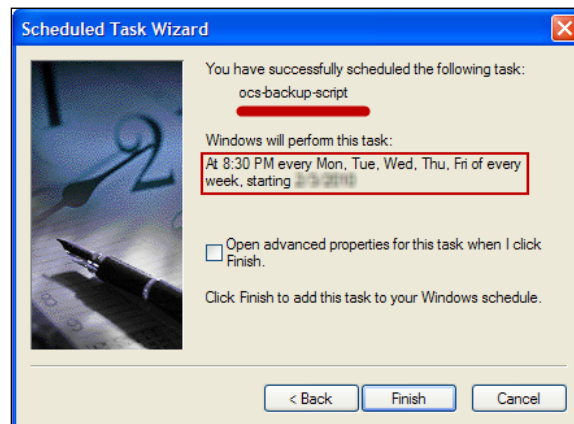 Scheduled Task Wizard
You have successfully scheduled the following task:
ocs-backup-script
Windows will perform this task:
At 8:30 PM every Mon, Tue, Wed, Thu, Fri of every
week, starting
Open advanced properties for this task when I click
Finish.
Click Finish to add this task to your Windows schedule.
< Back
Finish
Cancel